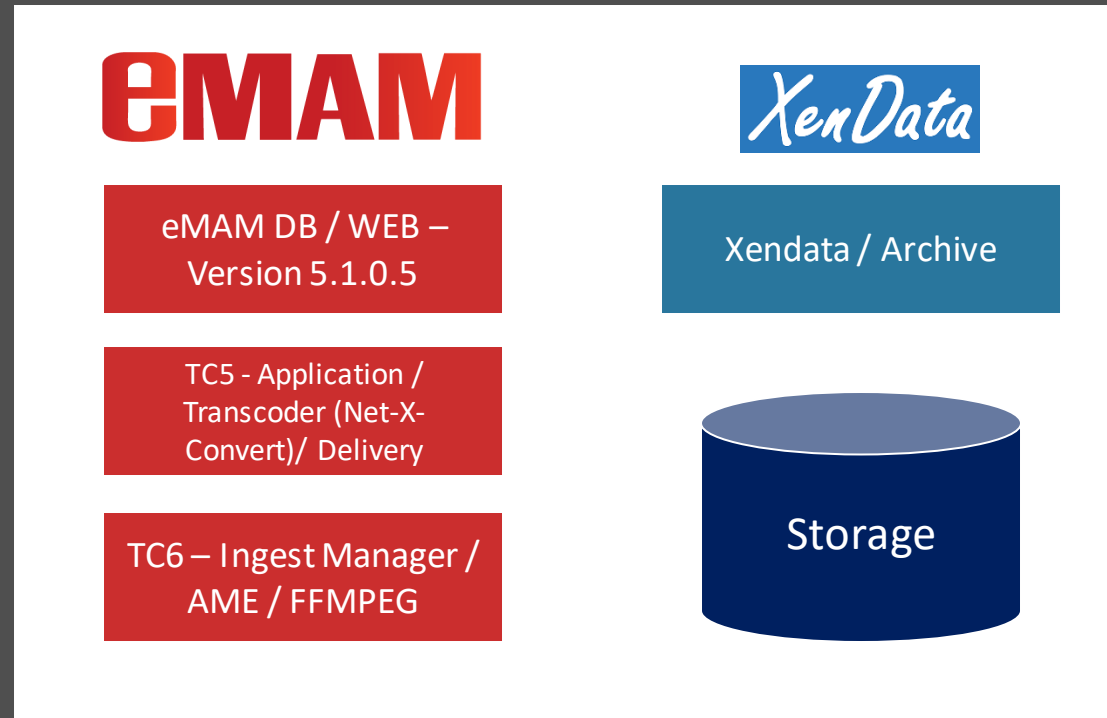 eMAM
eMAM DB / WEB –
Version 5.1.0.5
TC5 - Application /
Transcoder (Net-X-
Convert)/ Delivery
TC6 – Ingest Manager /
AME / FFMPEG
XenData
Xendata / Archive
Storage